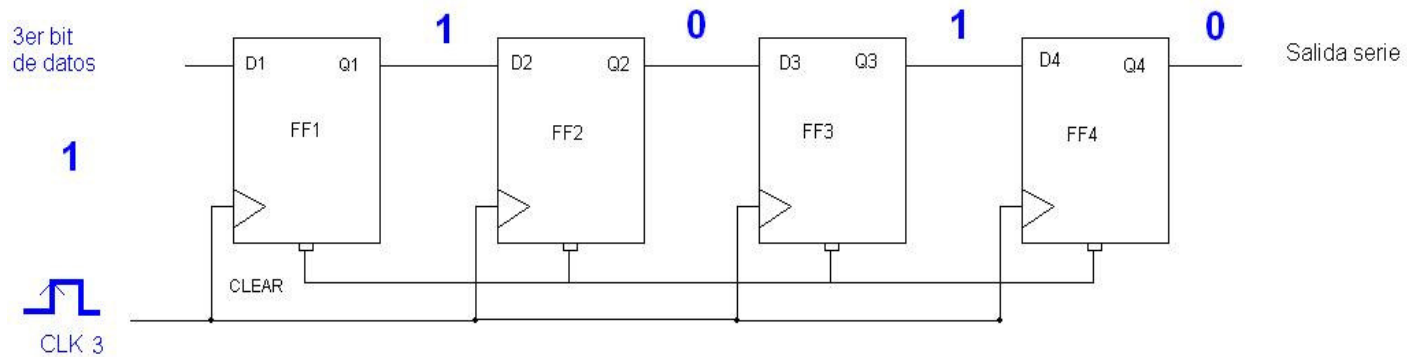 1 0 1 0
3er bit
de datos
D1 Q1 D2 Q2 D3 Q3 D4 Q4
Salida serie
FF1 FF2 FF3 FF4
1
CLEAR
CLK 3